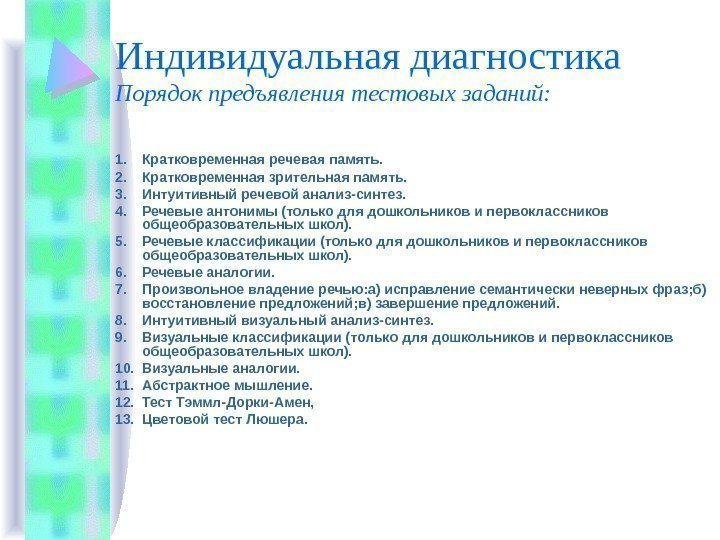 Индивидуальная диагностика
Порядок предъявления тестовых заданий:
1. Кратковременная речевая память.
2. Кратковременная зрительная память.
3. Интуитивный речевой анализ-синтез.
4. Речевые антонимы (только для дошкольников и первоклассников
общеобразовательных школ).
5. Речевые классификации (только для дошкольников и первоклассников
общеобразовательных школ).
6. Речевые аналогии.
7. Произвольное владение речью:а) исправление семантически неверных фраз;б)
восстановление предложений;в) завершение предложений.
8. Интуитивный визуальный анализ-синтез.
9. Визуальные классификации (только для дошкольников и первоклассников
общеобразовательных школ).
10. Визуальные аналогии.
11. Абстрактное мышление.
12. Тест Тэммл-Дорки-Амен,
13. Цветовой тест Люшера.